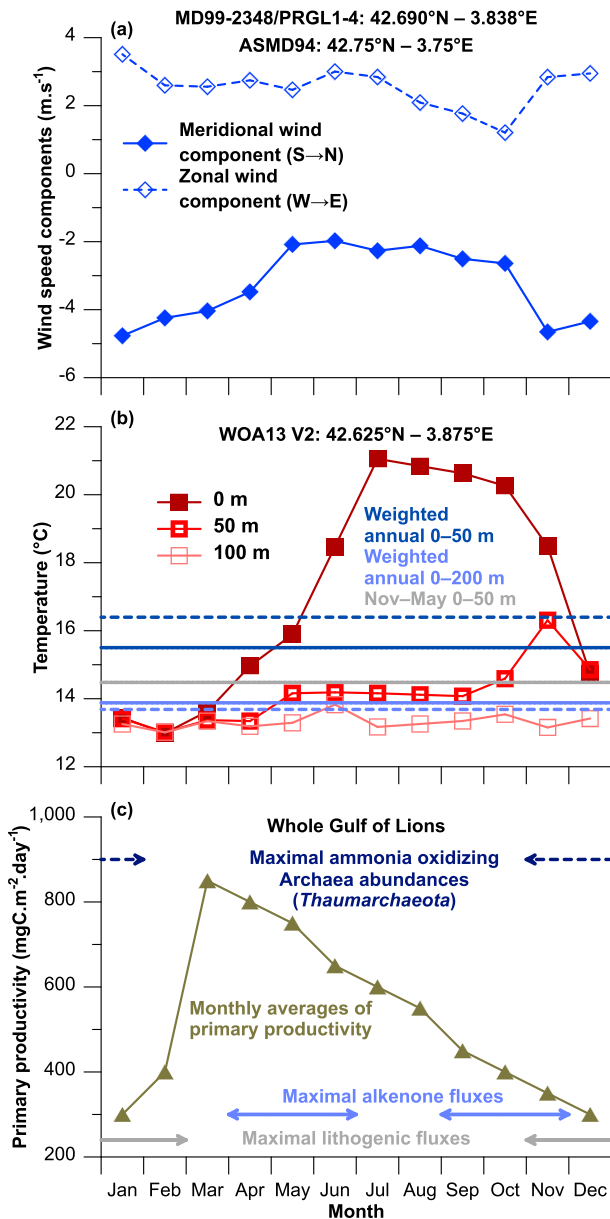 MD99-2348/PRGL1-4: 42.690°N – 3.838°E
(a)
ASMD94: 42.75°N – 3.75°E
4
2
0
-2
-4
-6
Wind speed components (m.s-1)
Meridional wind
component (S→N)
Zonal wind
component (W→E)
(b)
WOA13 V2: 42.625°N – 3.875°E
22
20
18
16
14
12
Temperature (°C)
0 m
50 m
100 m
Weighted
annual 0–50 m
Weighted
annual 0–200 m
Nov–May 0–50 m
(c)
Whole Gulf of Lions
1,000
800
600
400
200
Primary productivity (mgC.m-2.day-1)
Maximal ammonia oxidizing
Archaea abundances
(Thaumarchaeota)
Monthly averages of
primary productivity
Maximal alkenone fluxes
Maximal lithogenic fluxes
Jan Feb Mar Apr May Jun Jul Aug Sep Oct Nov Dec
Month